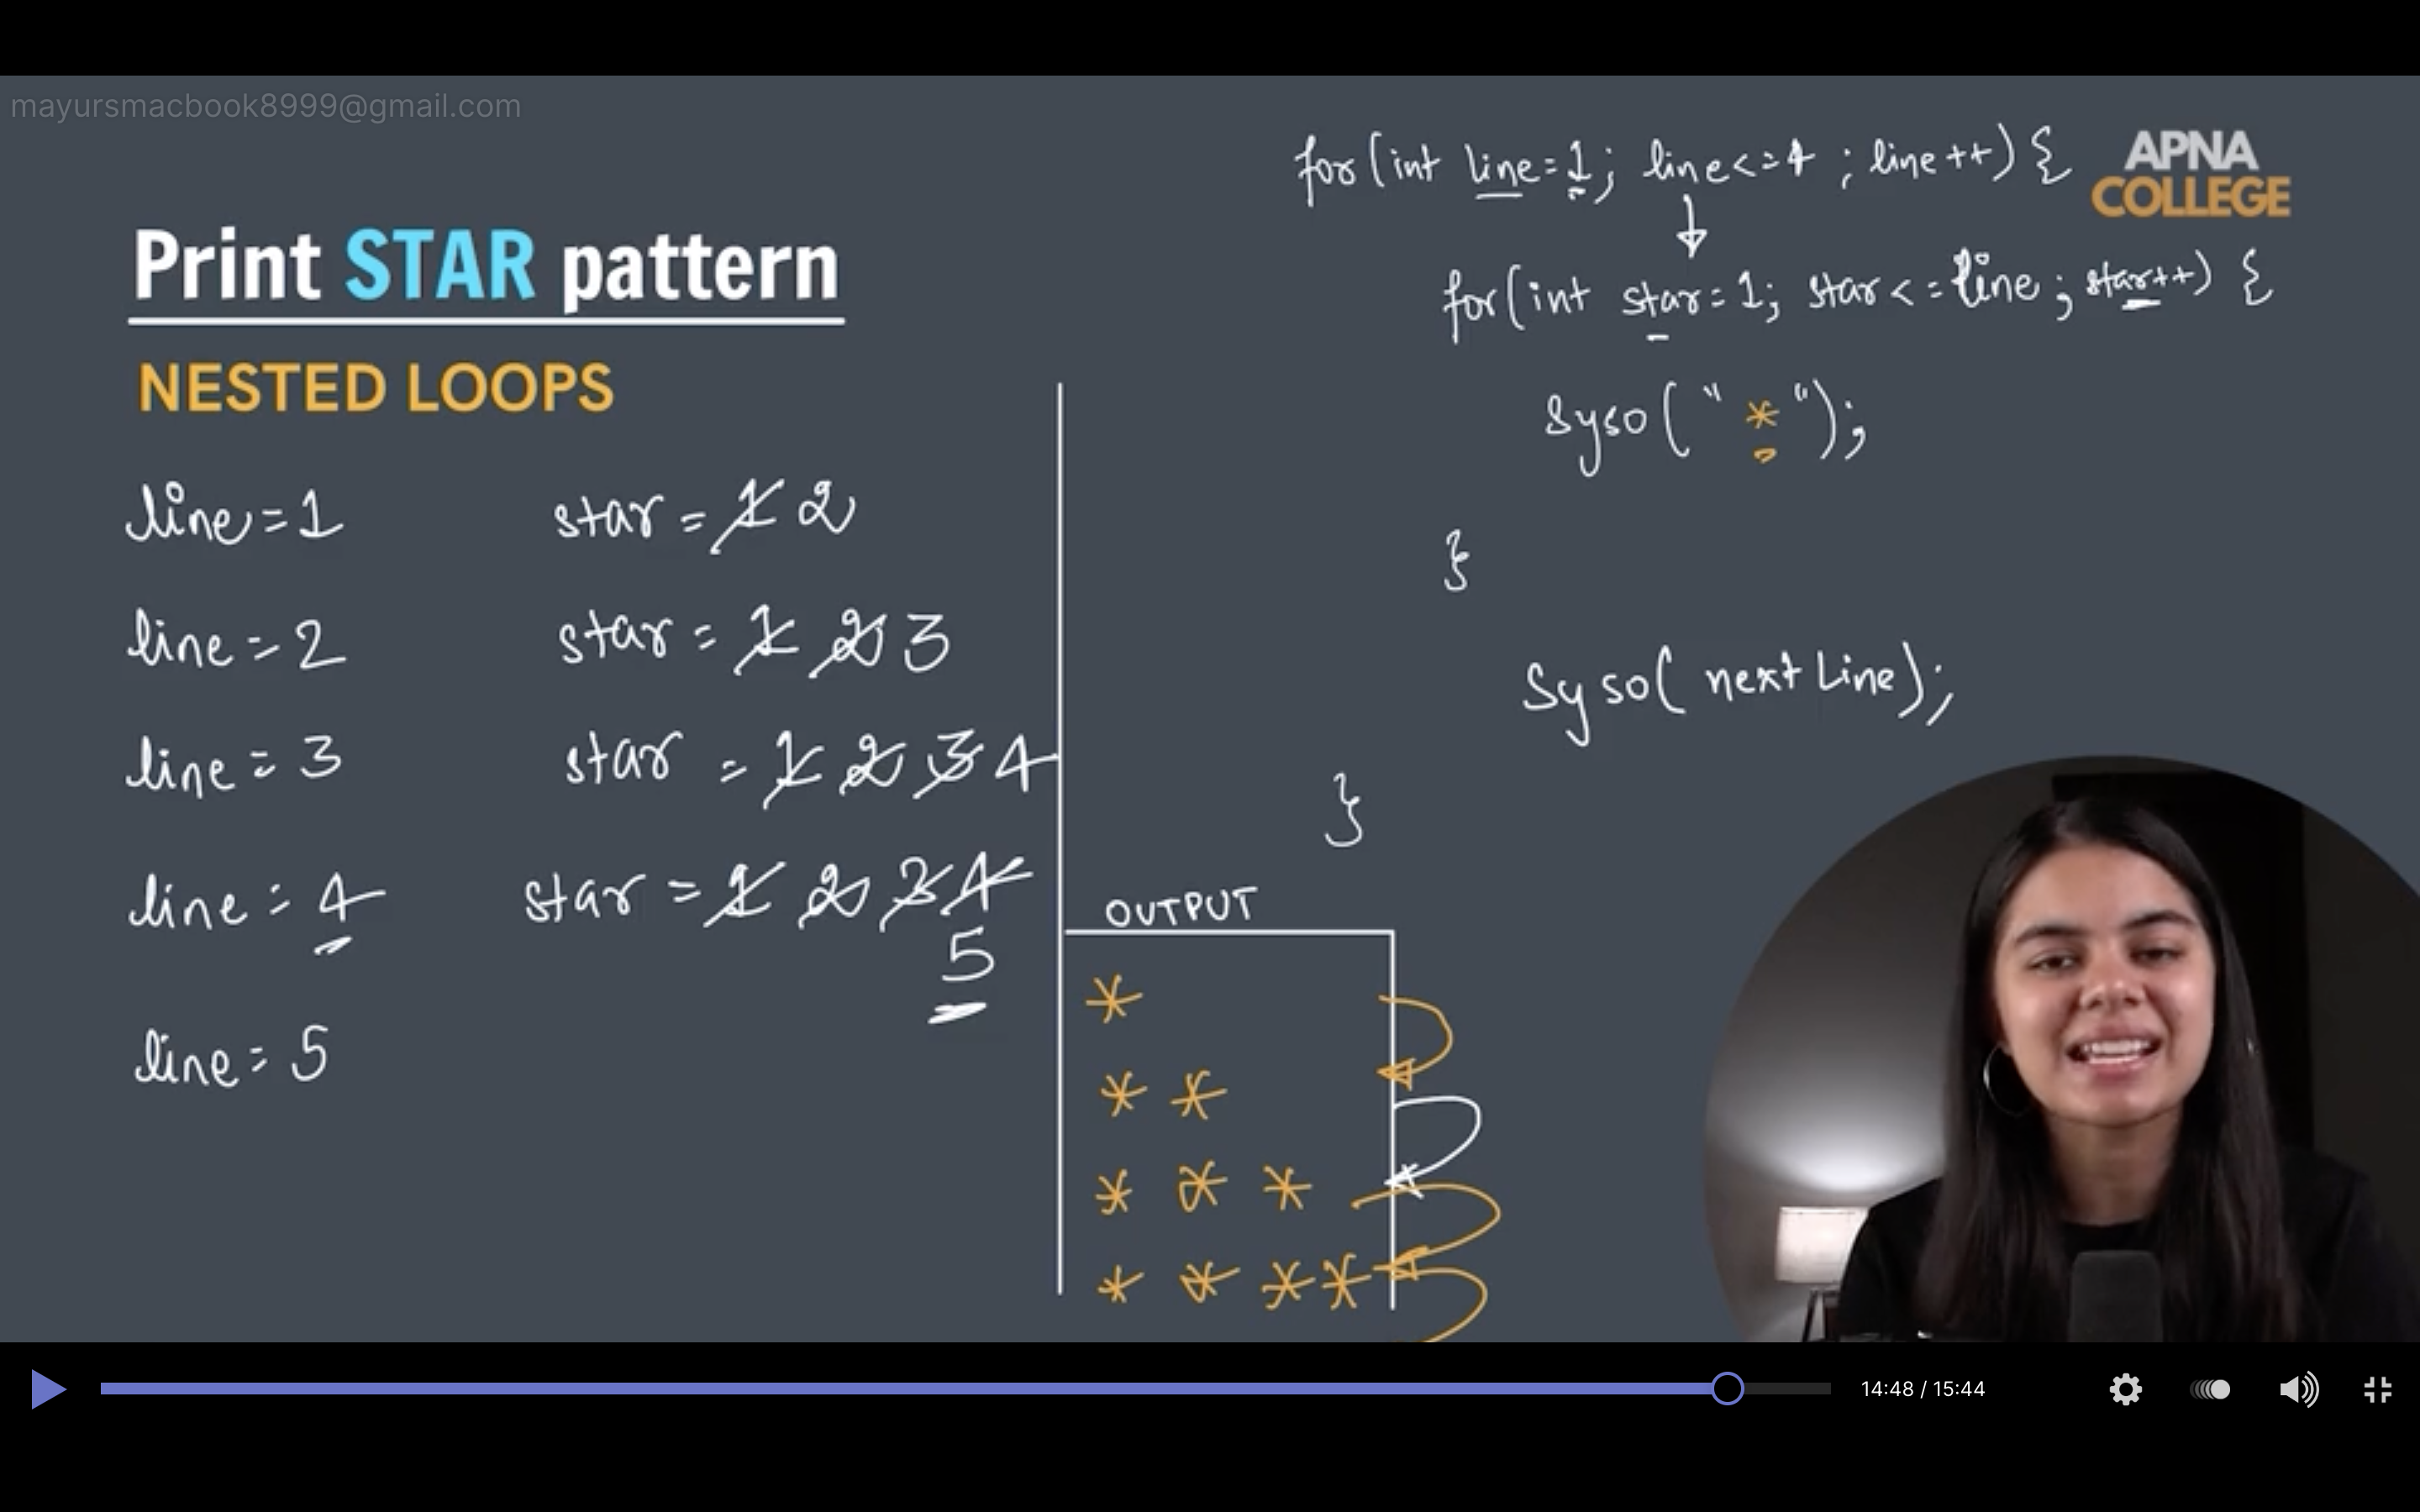 mayursmacbook8999@gmail.com
for(int line=1; line<=4 ; line++) {
APNA
COLLEGE
Print STAR pattern
for(int star=1; star<=line ; star++) {
NESTED LOOPS
Syso( " * ");
line=1 star = 1 2
}
line=2 star = 1 2 3
Syso( next Line);
line=3 star = 1 2 3 4
}
line=4 star = 1 2 3 4
5
OUTPUT
*
line=5
* *
* * *
* * * *
14:48 / 15:44